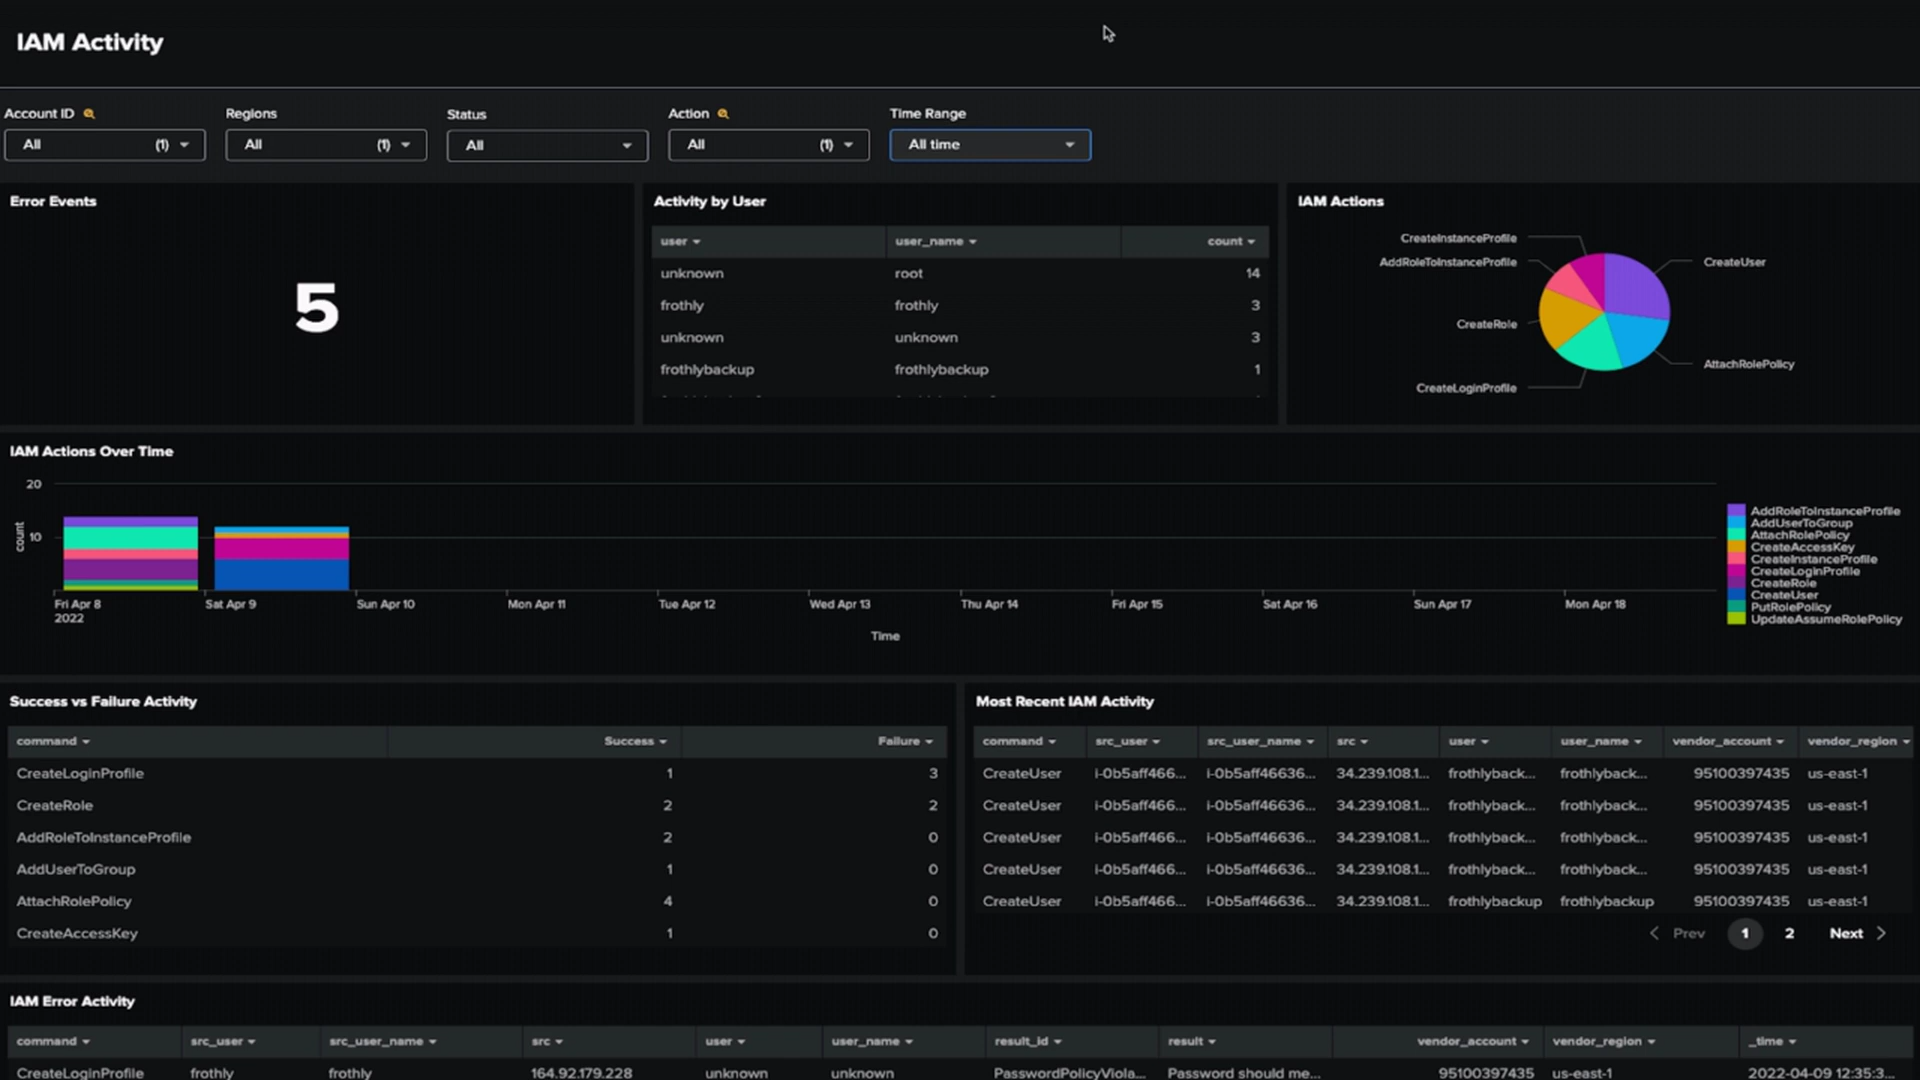 IAM Activity
Account ID
Regions
Status
Action
Time Range
All (1)
All (1)
All
All (1)
All time
Error Events
5
Activity by User
user user_name count
unknown root 14
frothly frothly 3
unknown unknown 3
frothlybackup frothlybackup 1
IAM Actions
CreateInstanceProfile
AddRoleToInstanceProfile
CreateUser
CreateRole
AttachRolePolicy
CreateLoginProfile
IAM Actions Over Time
20
10
count
Fri Apr 8
2022
Sat Apr 9
Sun Apr 10
Mon Apr 11
Tue Apr 12
Wed Apr 13
Thu Apr 14
Fri Apr 15
Sat Apr 16
Sun Apr 17
Mon Apr 18
Time
AddRoleToInstanceProfile
AddUserToGroup
AttachRolePolicy
CreateAccessKey
CreateInstanceProfile
CreateLoginProfile
CreateRole
CreateUser
PutRolePolicy
UpdateAssumeRolePolicy
Success vs Failure Activity
command Success Failure
CreateLoginProfile 1 3
CreateRole 2 2
AddRoleToInstanceProfile 2 0
AddUserToGroup 1 0
AttachRolePolicy 4 0
CreateAccessKey 1 0
Most Recent IAM Activity
command src_user src_user_name src user user_name vendor_account vendor_region
CreateUser i-0b5aff466... i-0b5aff46636... 34.239.108.1... frothlyback... frothlyback... 95100397435 us-east-1
CreateUser i-0b5aff466... i-0b5aff46636... 34.239.108.1... frothlyback... frothlyback... 95100397435 us-east-1
CreateUser i-0b5aff466... i-0b5aff46636... 34.239.108.1... frothlyback... frothlyback... 95100397435 us-east-1
CreateUser i-0b5aff466... i-0b5aff46636... 34.239.108.1... frothlyback... frothlyback... 95100397435 us-east-1
CreateUser i-0b5aff466... i-0b5aff46636... 34.239.108.1... frothlybackup frothlybackup 95100397435 us-east-1
Prev 1 2 Next
IAM Error Activity
command src_user src_user_name src user user_name result_id result vendor_account vendor_region _time
CreateLoginProfile frothly frothly 164.92.179.228 unknown unknown PasswordPolicyViola... Password should me... 95100397435 us-east-1 2022-04-09 12:35:3...